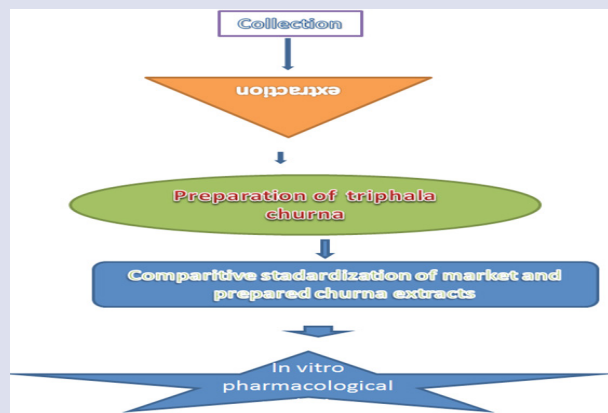 Collection
extraction
Preparation of triphala
churna
Comparitive stadardization of market and
prepared churna extracts
In vitro
pharmacological